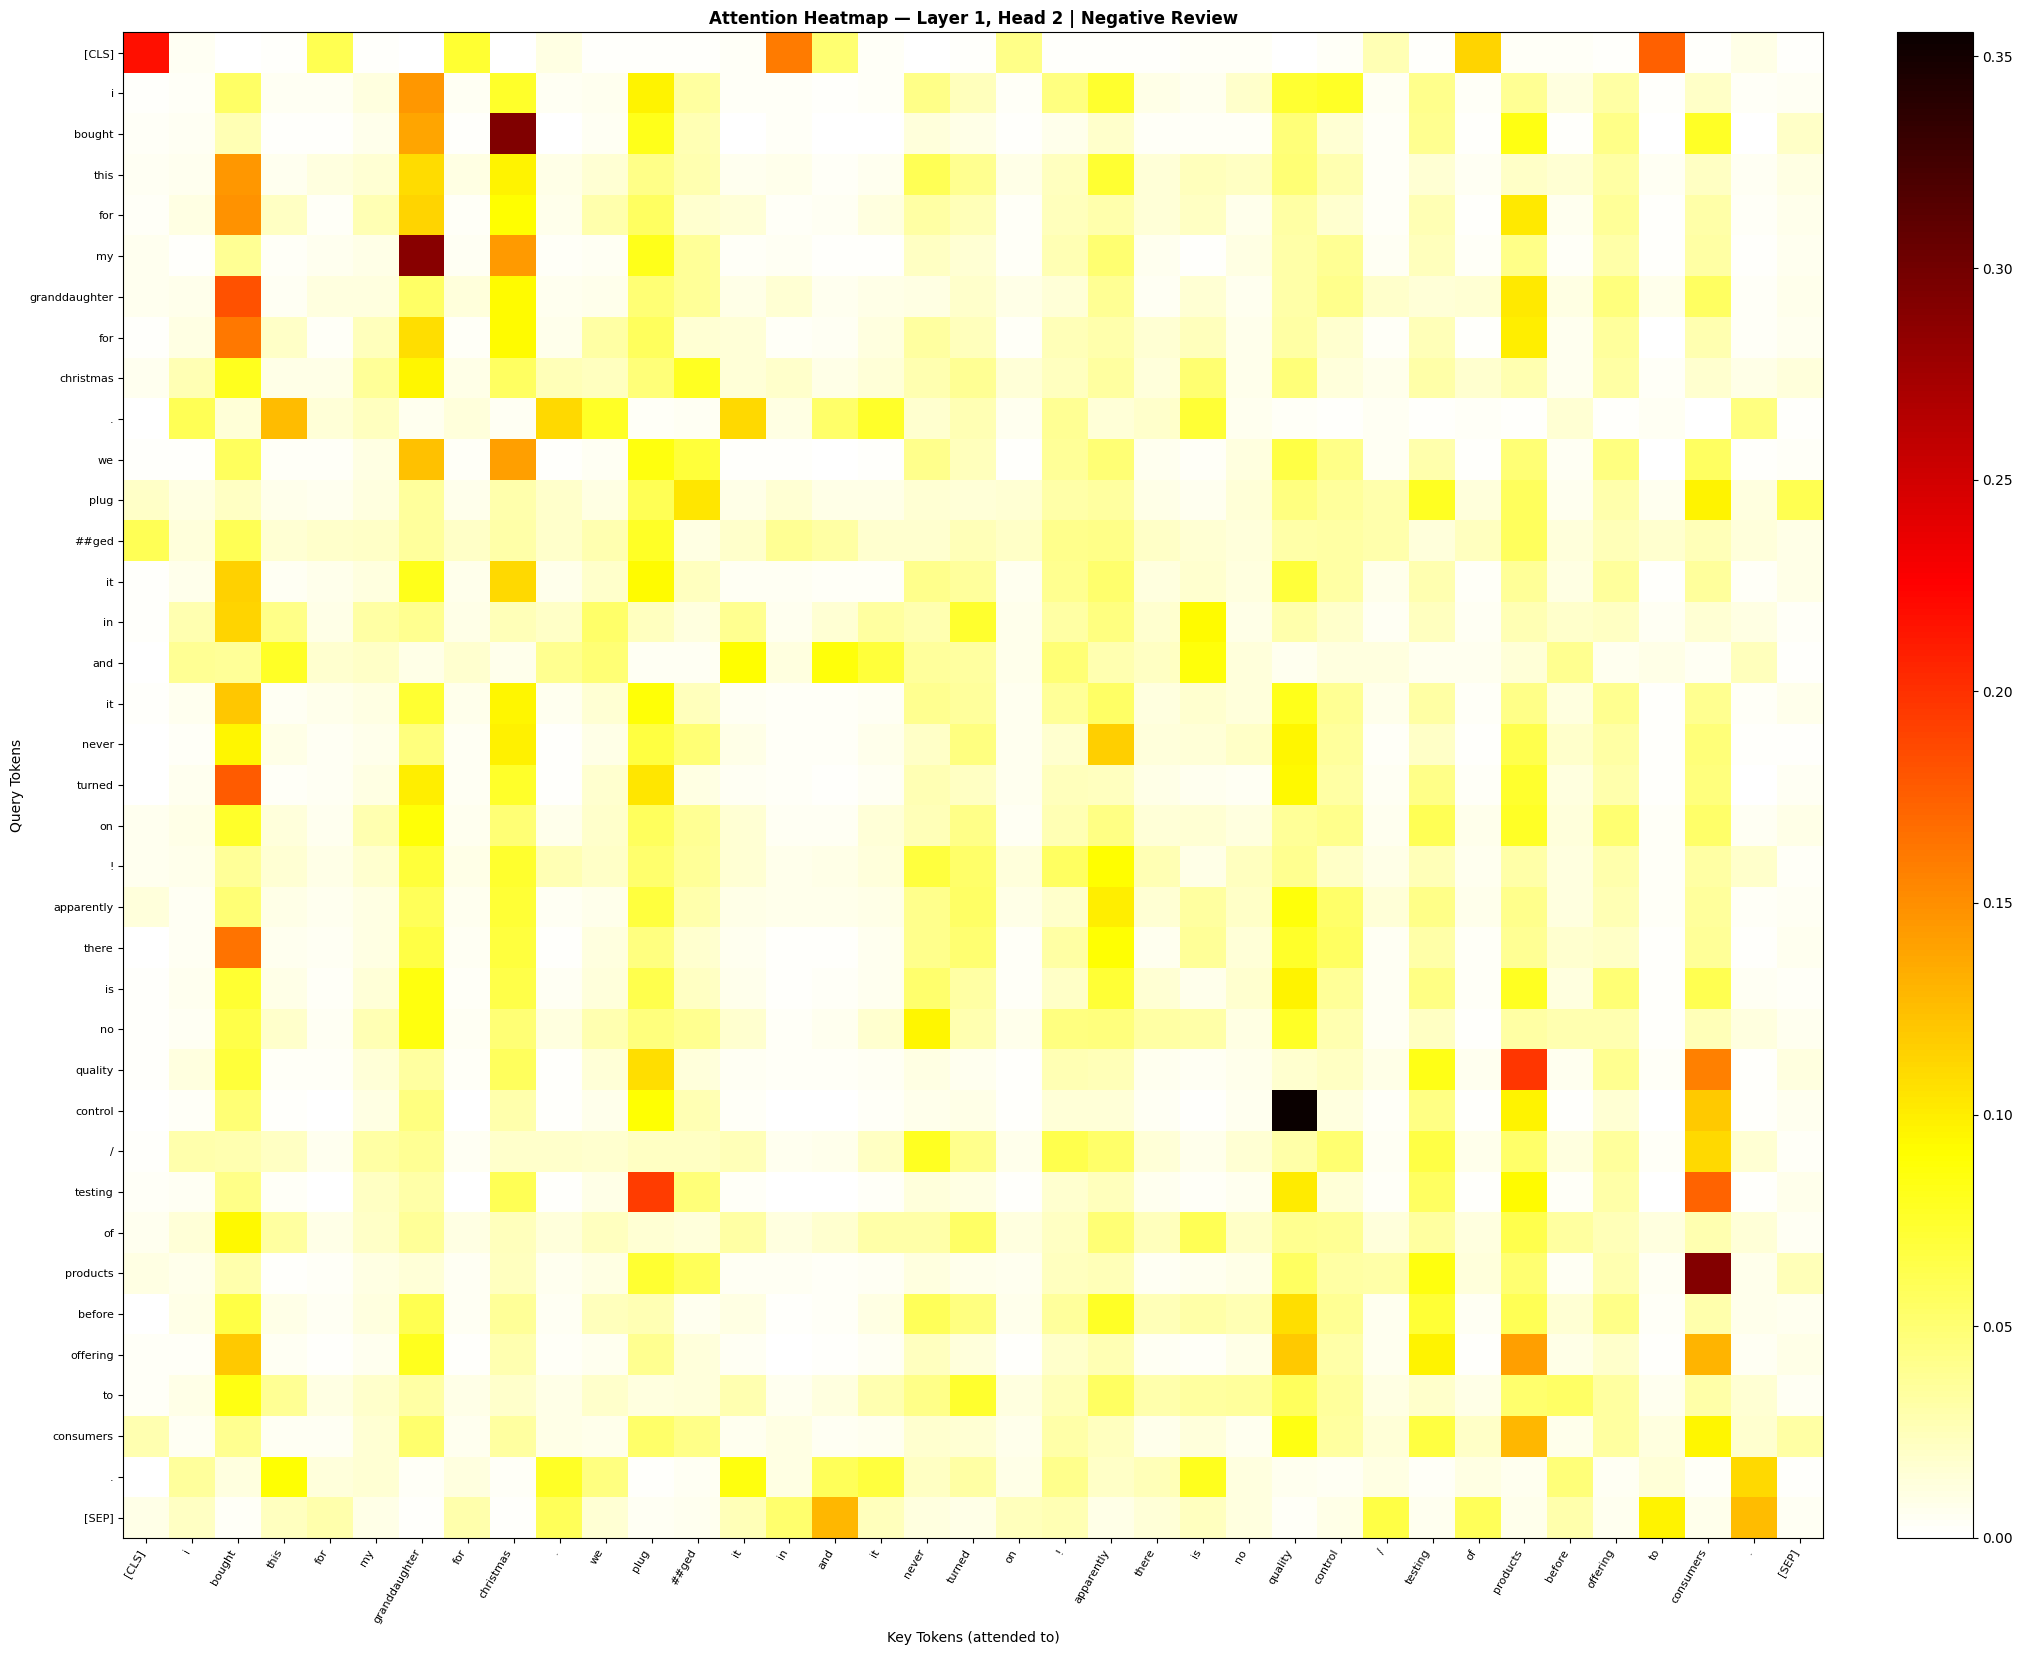 Attention Heatmap — Layer 1, Head 2 | Negative Review
Query Tokens
[CLS]
i
bought
this
for
my
granddaughter
for
christmas
.
we
plug
##ged
it
in
and
it
never
turned
on
!
apparently
there
is
no
quality
control
/
testing
of
products
before
offering
to
consumers
.
[SEP]
[CLS]
i
bought
this
for
my
granddaughter
for
christmas
.
we
plug
##ged
it
in
and
it
never
turned
on
!
apparently
there
is
no
quality
control
/
testing
of
products
before
offering
to
consumers
.
[SEP]
Key Tokens (attended to)
0.35
0.30
0.25
0.20
0.15
0.10
0.05
0.00